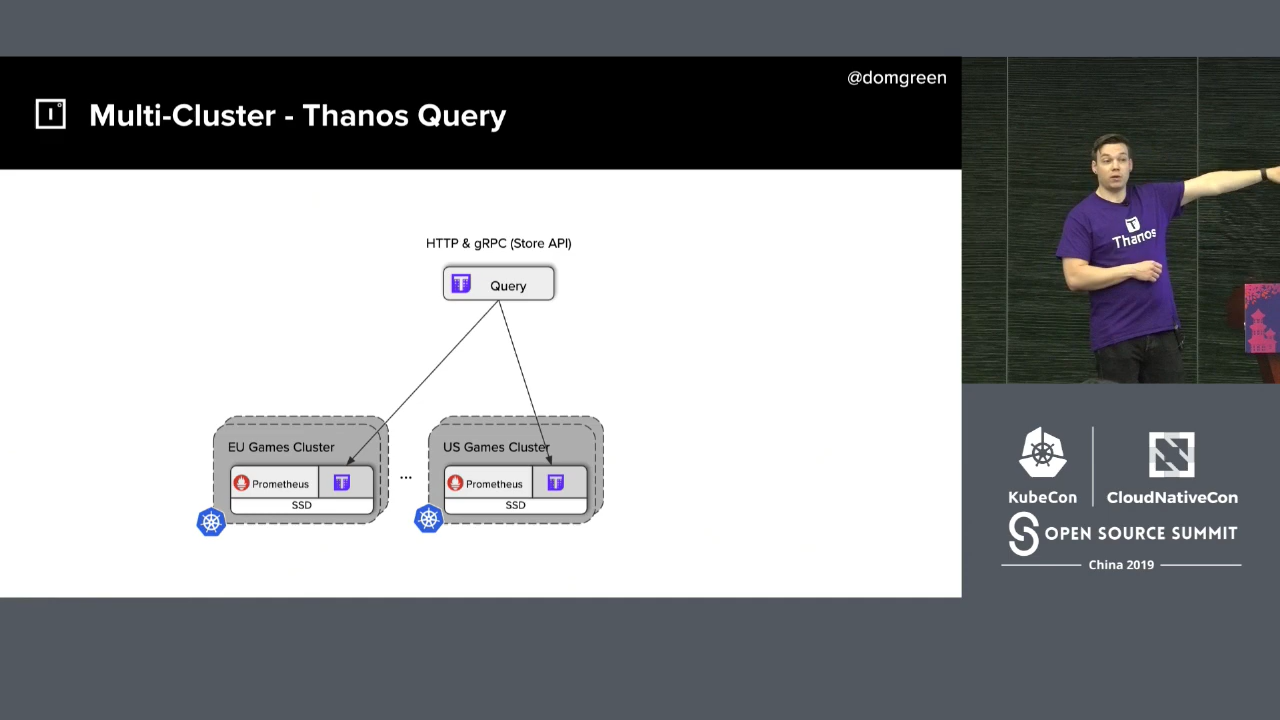 @domgreen
Multi-Cluster - Thanos Query
HTTP & gRPC (Store API)
Query
EU Games Cluster
Prometheus
SSD
...
US Games Cluster
Prometheus
SSD
Thanos
KubeCon
CloudNativeCon
OPEN SOURCE SUMMIT
China 2019